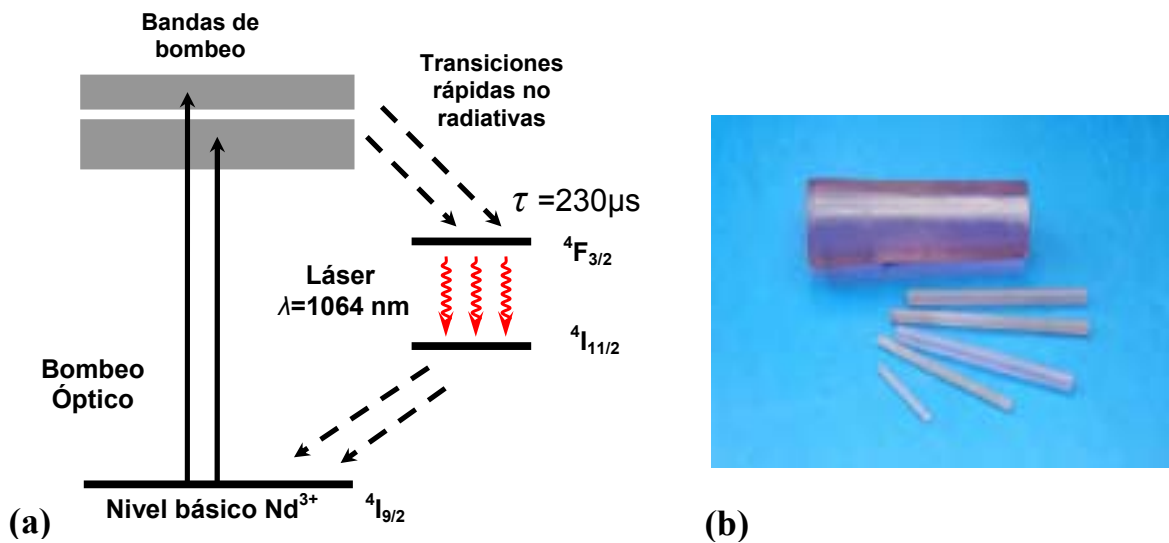 Bandas de
bombeo
Transiciones
rápidas no
radiativas
τ =230μs
⁴F₃/₂
Láser
λ=1064 nm
⁴I₁₁/₂
Bombeo
Óptico
Nivel básico Nd³⁺
⁴I₉/₂
(a)
(b)